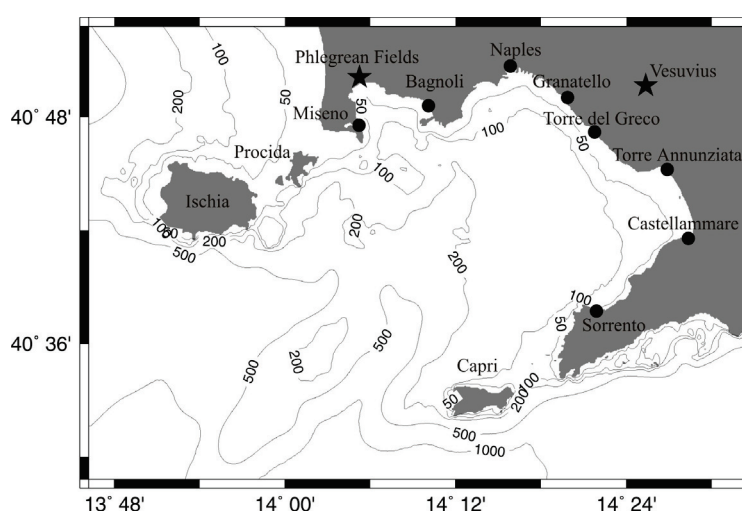 Naples
Phlegrean Fields
Vesuvius
Bagnoli
Granatello
Miseno
Torre del Greco
Procida
Torre Annunziata
Ischia
Castellammare
Sorrento
Capri
40° 48'
40° 36'
13° 48'
14° 00'
14° 12'
14° 24'
100
200
50
50
100
50
100
200
200
100
200
500
500
500
200
100
50
50
100
200
500
1000